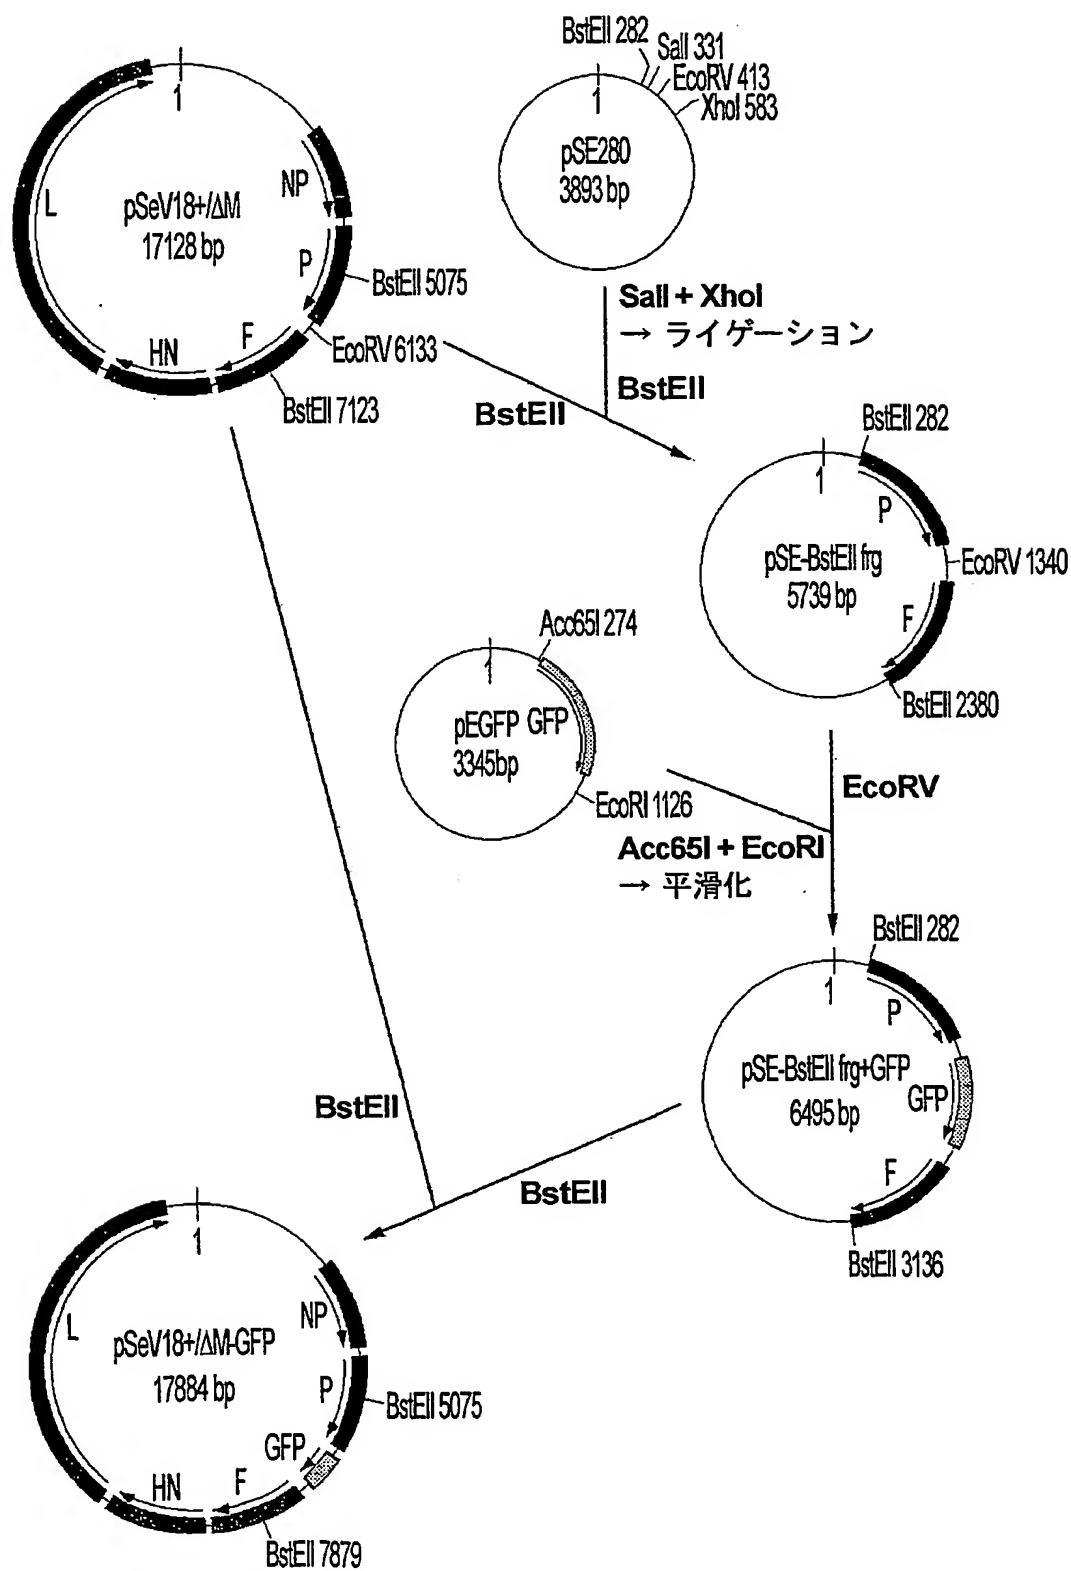 1
pSeV18+/ΔM
17128 bp
L
NP
P
F
HN
BstEII 5075
EcoRV 6133
BstEII 7123
BstEII 282
SalI 331
EcoRV 413
XhoI 583
1
pSE280
3893 bp
SalI + XhoI
→ ライゲーション
BstEII
BstEII
BstEII 282
1
P
pSE-BstEII frg
5739 bp
EcoRV 1340
F
BstEII 2380
Acc65I 274
1
pEGFP GFP
3345bp
EcoRI 1126
EcoRV
Acc65I + EcoRI
→ 平滑化
BstEII 282
1
P
pSE-BstEII frg+GFP
6495 bp
GFP
F
BstEII 3136
BstEII
BstEII
1
L
NP
pSeV18+/ΔM-GFP
17884 bp
P
BstEII 5075
GFP
HN
F
BstEII 7879